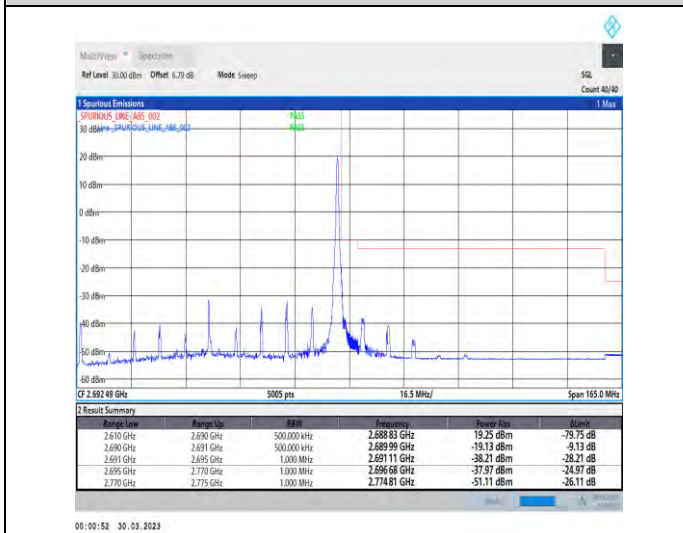 MultiView Spectrum
Ref Level 30.00 dBm Offset 6.79 dB Mode Sweep SGL
Count 40/40
1 Spurious Emissions 1 Max
_SPURIOUS_LINE_ABS_002 PASS
30 dBm Line _SPURIOUS_LINE_ABS_002 PASS
20 dBm
10 dBm
0 dBm
-10 dBm
-20 dBm
-30 dBm
-40 dBm
-50 dBm
-60 dBm
CF 2.692 49 GHz 5005 pts 16.5 MHz/ Span 165.0 MHz
2 Result Summary
Range Low Range Up RBW Frequency Power Abs ΔLimit
2.610 GHz 2.690 GHz 500.000 kHz 2.688 83 GHz 19.25 dBm -79.75 dB
2.690 GHz 2.691 GHz 500.000 kHz 2.689 99 GHz -19.13 dBm -9.13 dB
2.691 GHz 2.695 GHz 1.000 MHz 2.691 11 GHz -38.21 dBm -28.21 dB
2.695 GHz 2.770 GHz 1.000 MHz 2.696 68 GHz -37.97 dBm -24.97 dB
2.770 GHz 2.775 GHz 1.000 MHz 2.774 81 GHz -51.11 dBm -26.11 dB
00:00:52 30.03.2023